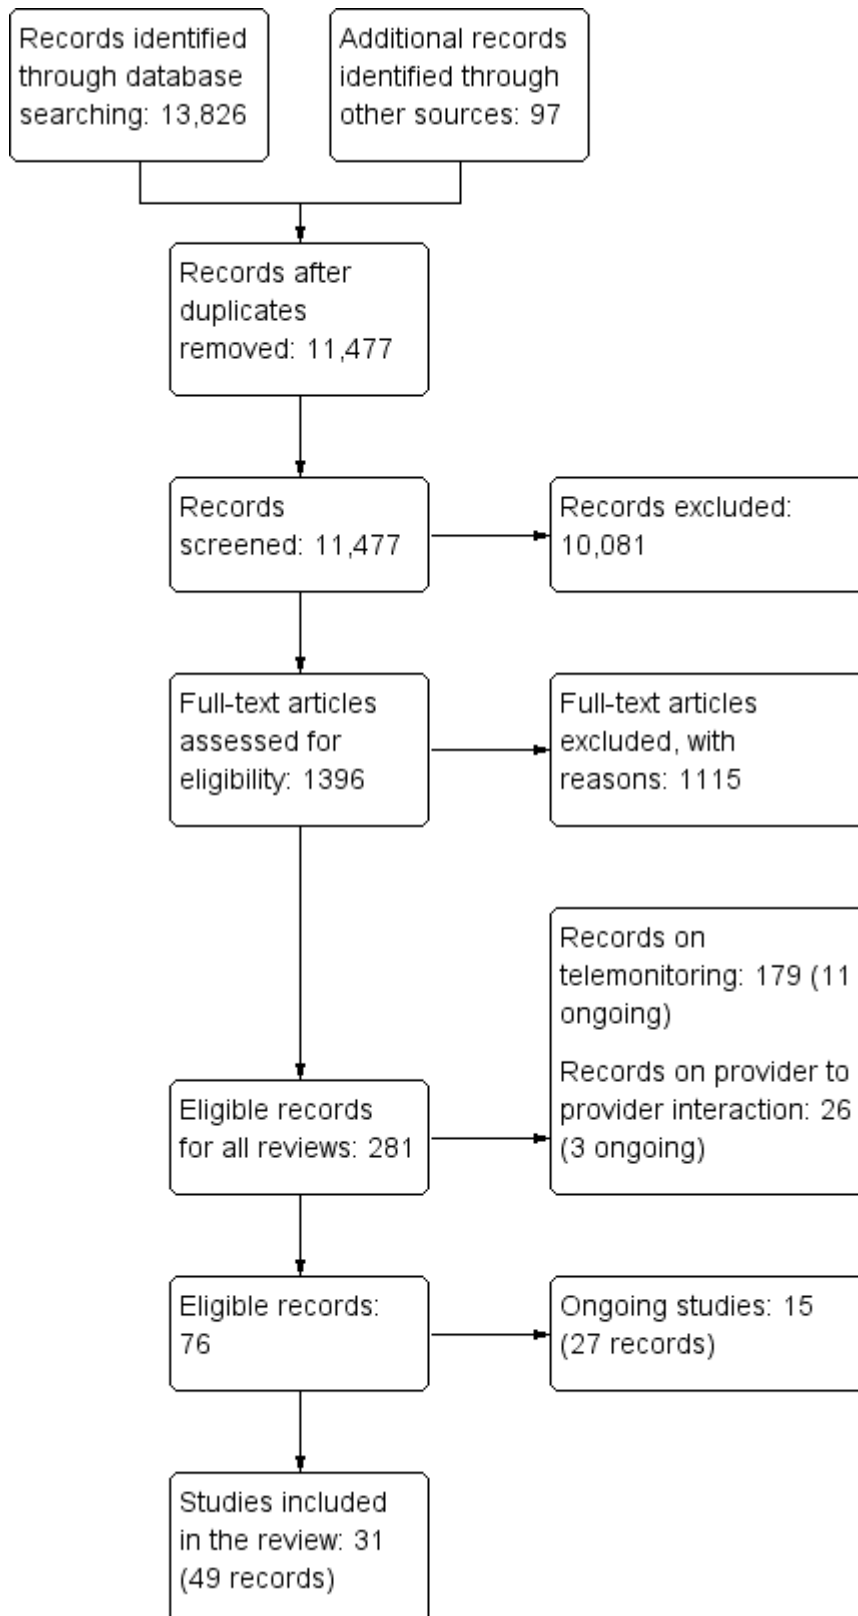 Records identified
through database
searching: 13,826
Additional records
identified through
other sources: 97
Records after
duplicates
removed: 11,477
Records
screened: 11,477
Records excluded:
10,081
Full-text articles
assessed for
eligibility: 1396
Full-text articles
excluded, with
reasons: 1115
Records on
telemonitoring: 179 (11
ongoing)
Records on provider to
provider interaction: 26
(3 ongoing)
Eligible records
for all reviews: 281
Eligible records:
76
Ongoing studies: 15
(27 records)
Studies included
in the review: 31
(49 records)